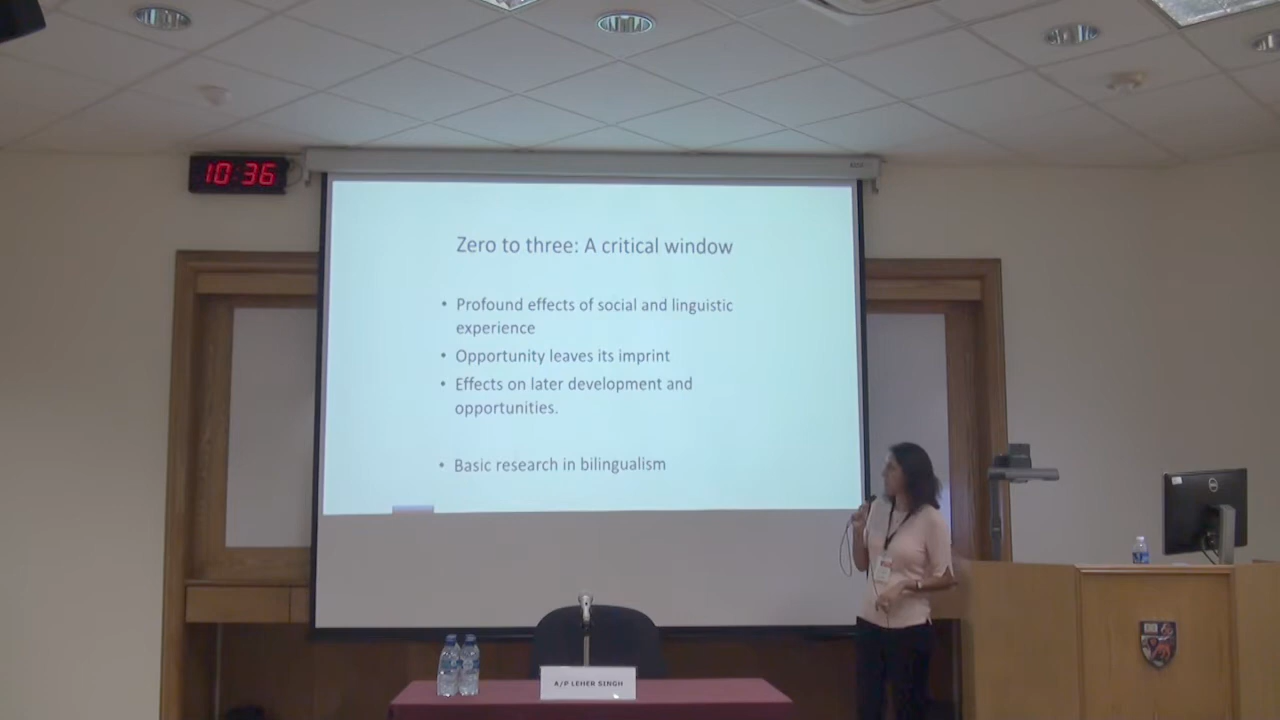 10:36
Zero to three: A critical window
• Profound effects of social and linguistic
experience
• Opportunity leaves its imprint
• Effects on later development and
opportunities.
• Basic research in bilingualism
A/P LEHER SINGH
DELL